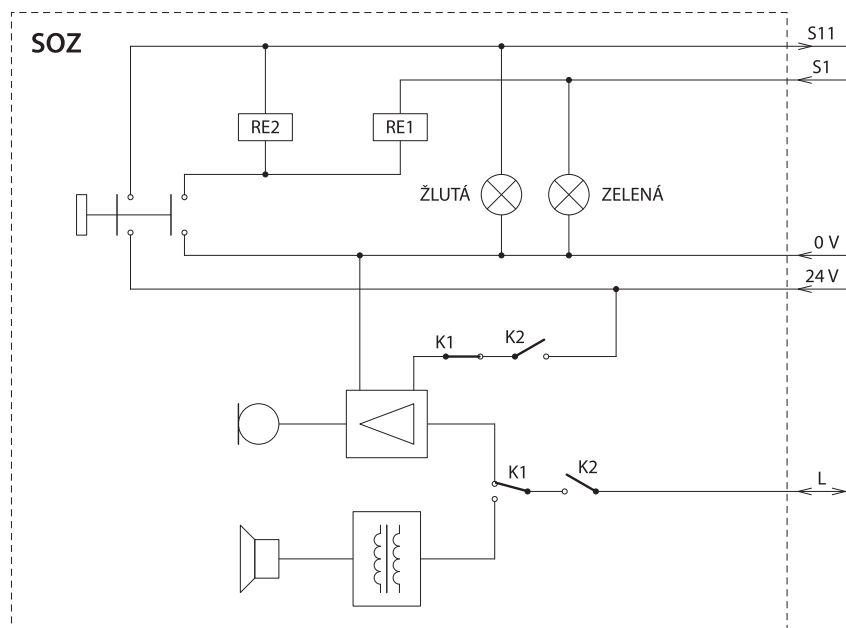 SOZ
S11
S1
RE2
RE1
ŽLUTÁ
ZELENÁ
0 V
24 V
K1
K2
K1
K2
L